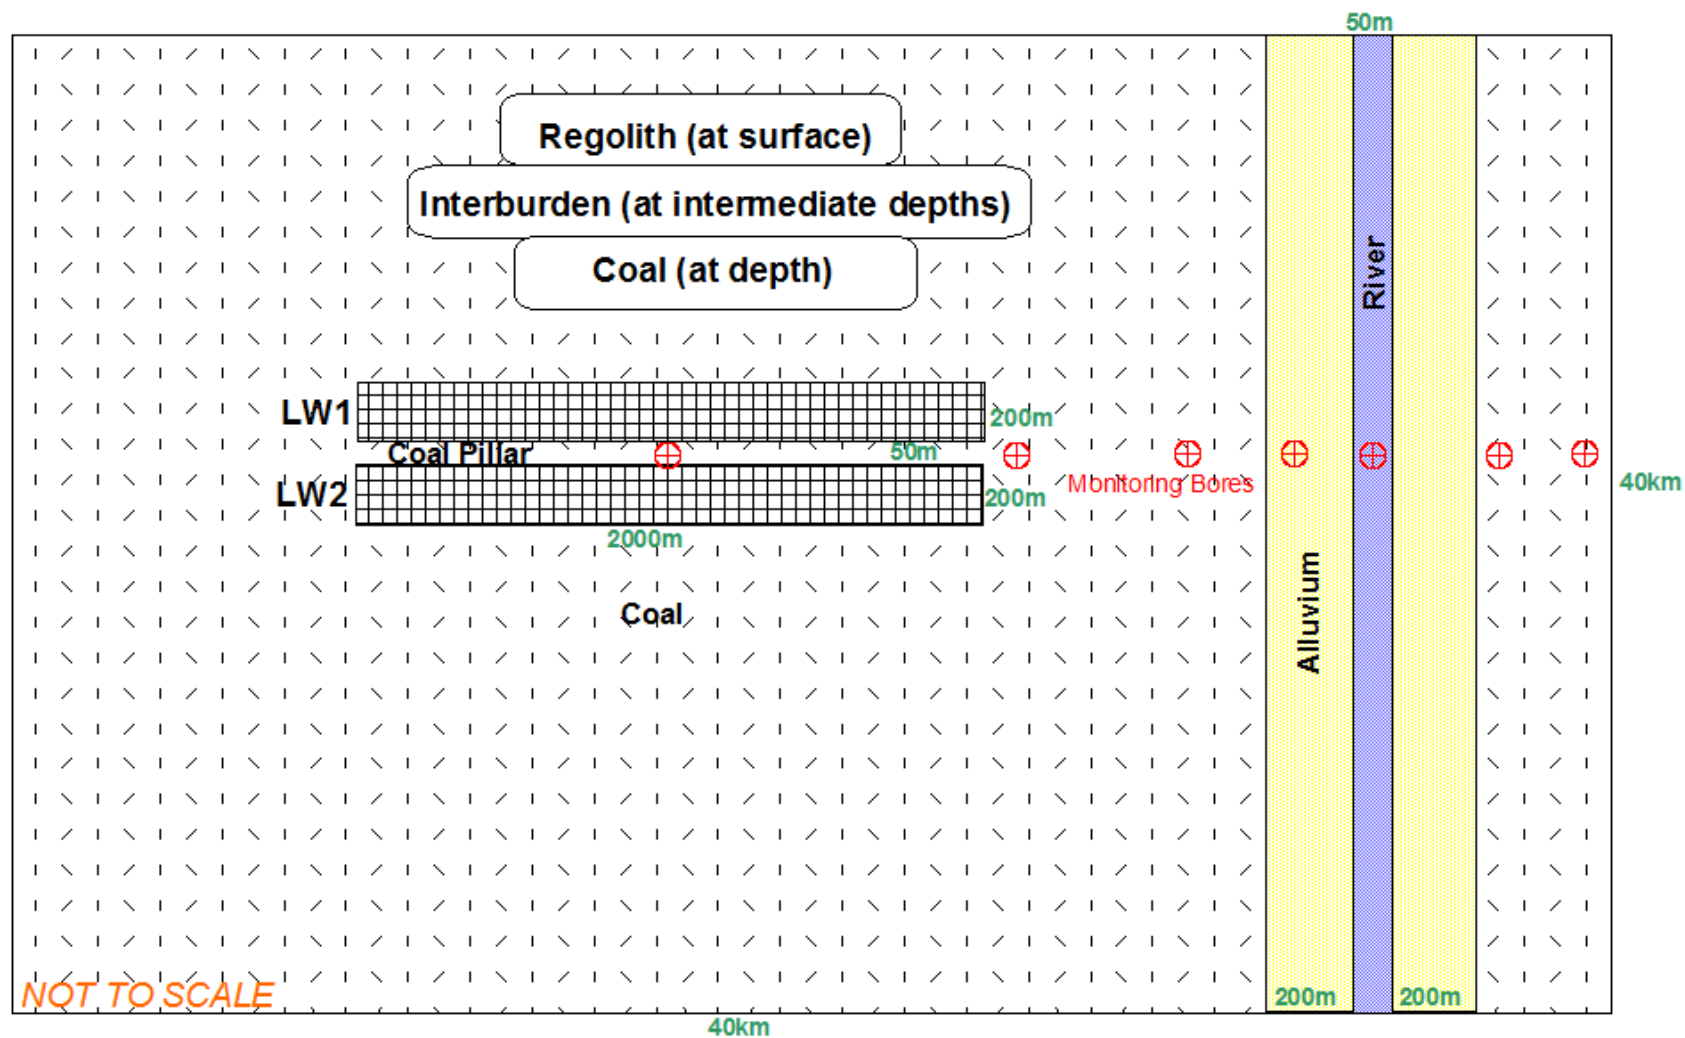 50m
Regolith (at surface)
Interburden (at intermediate depths)
Coal (at depth)
River
LW1
200m
Coal Pillar
50m
Monitoring Bores
40km
LW2
200m
2000m
Alluvium
Coal
NOT TO SCALE
200m
200m
40km